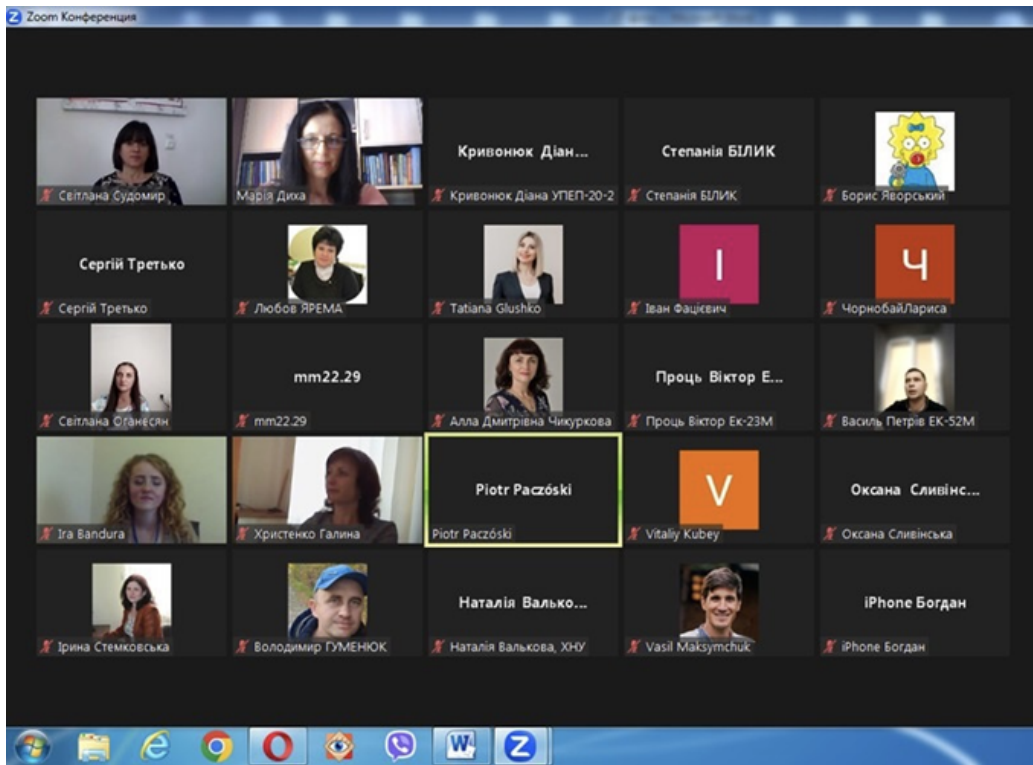 Zoom Конференция
Світлана Судомир
Марія Диха
Кривонюк Діан...
Кривонюк Діана УПЕП-20-2
Степанія БІЛИК
Степанія БІЛИК
Борис Яворський
Сергій Третько
Сергій Третько
Любов ЯРЕМА
Tatiana Glushko
І
Іван Фацієвич
Ч
ЧорнобайЛариса
Світлана Оганесян
mm22.29
mm22.29
Алла Дмитрівна Чикуркова
Проць Віктор Е...
Проць Віктор Ек-23М
Василь Петрів ЕК-52М
Ira Bandura
Христенко Галина
Piotr Paczóski
Piotr Paczóski
V
Vitaliy Kubey
Оксана Сливінс...
Оксана Сливінська
Ірина Стемковська
Володимир ГУМЕНЮК
Наталія Валько...
Наталія Валькова, ХНУ
Vasil Maksymchuk
iPhone Богдан
iPhone Богдан